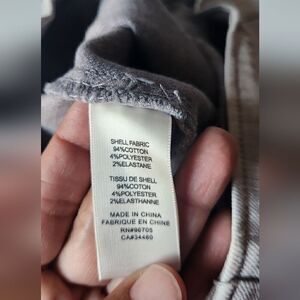 SHELL FABRIC
94%COTTON
4%POLYESTER
2%ELASTANE
TISSU DE SHELL
94%COTON
4%POLYESTER
2%ELASTHANNE
MADE IN CHINA
FABRIQUE EN CHINE
RN#96705
CA#34460